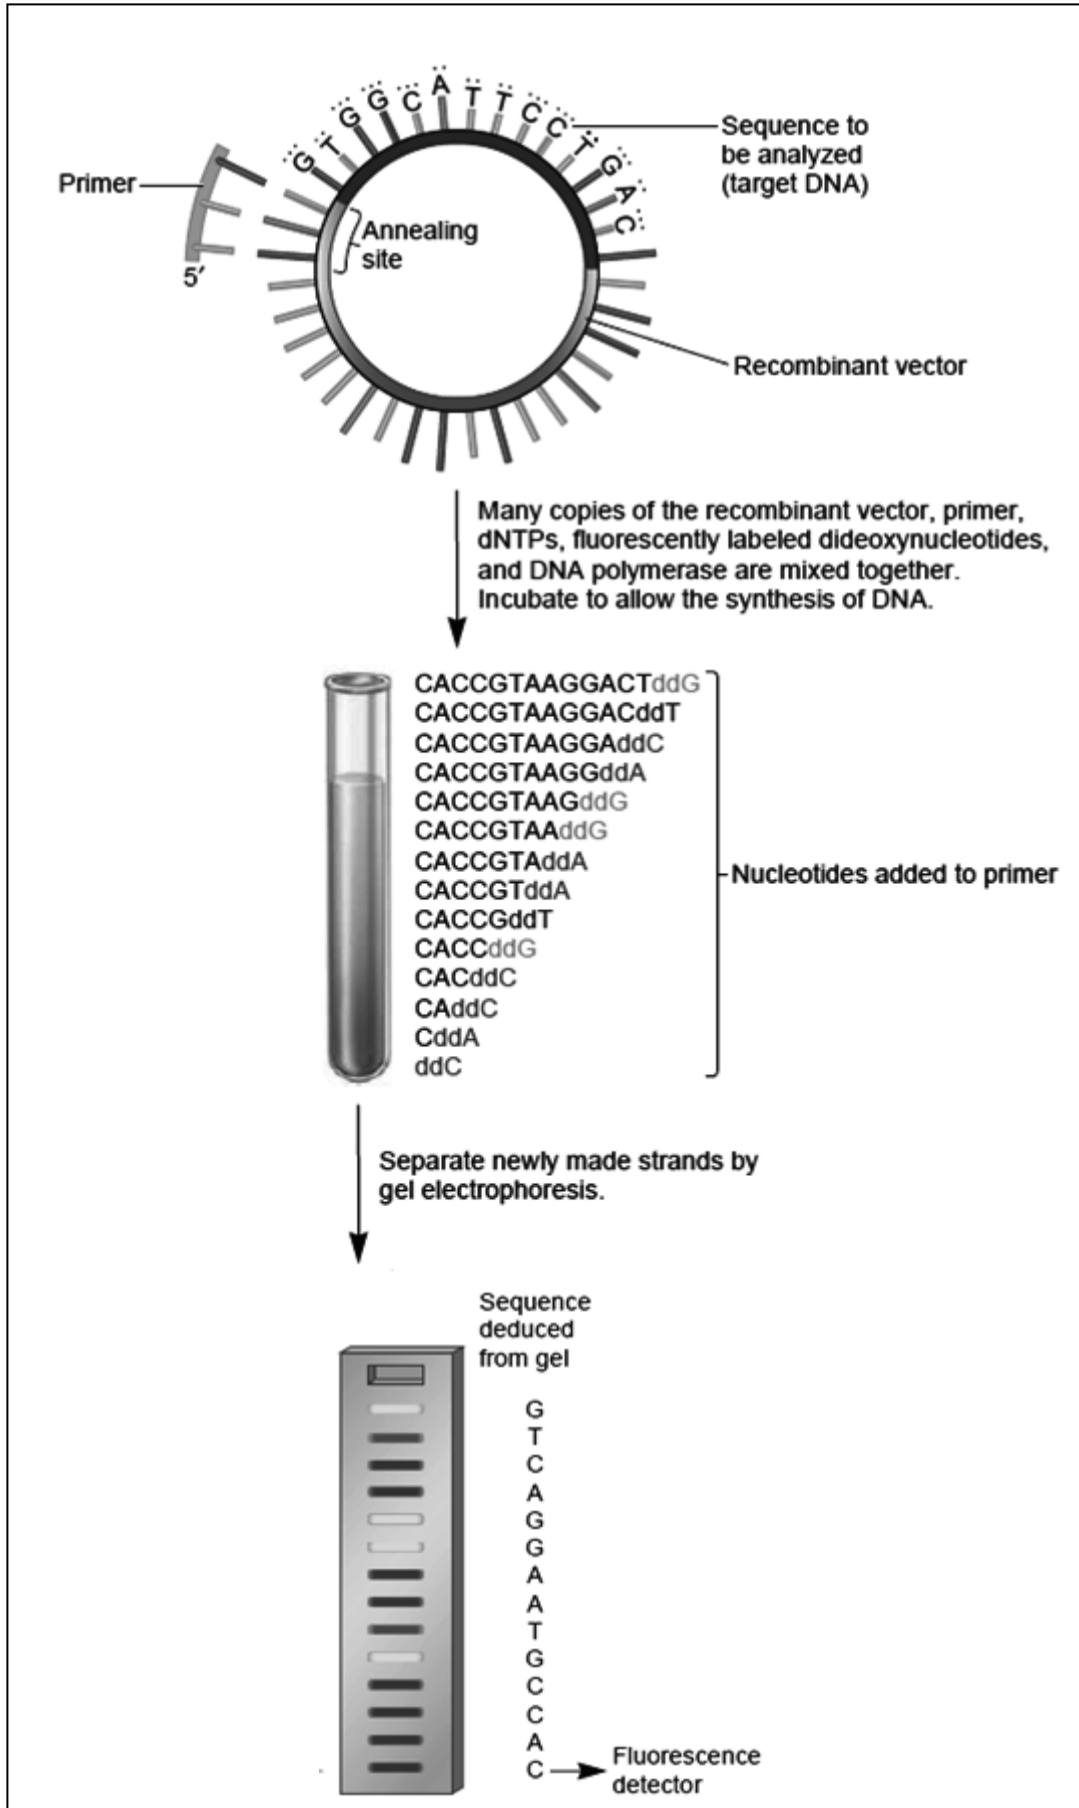 G T G G C A T T C C T G A C
Sequence to
be analyzed
(target DNA)
Primer
Annealing
site
5′
Recombinant vector
Many copies of the recombinant vector, primer,
dNTPs, fluorescently labeled dideoxynucleotides,
and DNA polymerase are mixed together.
Incubate to allow the synthesis of DNA.
CACCGTAAGGACTddG
CACCGTAAGGACddT
CACCGTAAGGAddC
CACCGTAAGGddA
CACCGTAAGddG
CACCGTAAddG
CACCGTAddA
CACCGTddA
CACCGddT
CACCddG
CACddC
CAddC
CddA
ddC
Nucleotides added to primer
Separate newly made strands by
gel electrophoresis.
Sequence
deduced
from gel
G
T
C
A
G
G
A
A
T
G
C
C
A
C
Fluorescence
detector